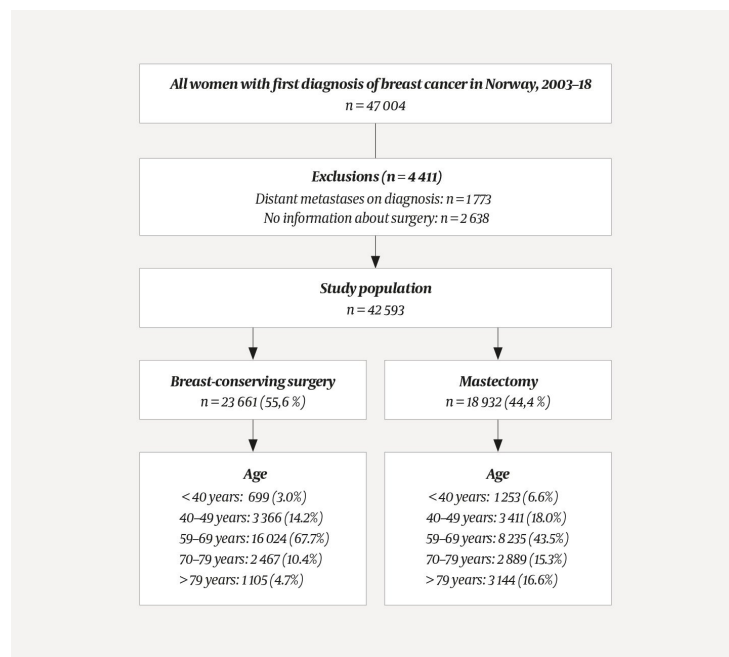 All women with first diagnosis of breast cancer in Norway, 2003–18
n = 47 004
Exclusions (n = 4 411)
Distant metastases on diagnosis: n = 1 773
No information about surgery: n = 2 638
Study population
n = 42 593
Breast-conserving surgery
n = 23 661 (55,6 %)
Mastectomy
n = 18 932 (44,4 %)
Age
< 40 years: 699 (3.0%)
40–49 years: 3 366 (14.2%)
59–69 years: 16 024 (67.7%)
70–79 years: 2 467 (10.4%)
> 79 years: 1 105 (4.7%)
Age
< 40 years: 1 253 (6.6%)
40–49 years: 3 411 (18.0%)
59–69 years: 8 235 (43.5%)
70–79 years: 2 889 (15.3%)
> 79 years: 3 144 (16.6%)